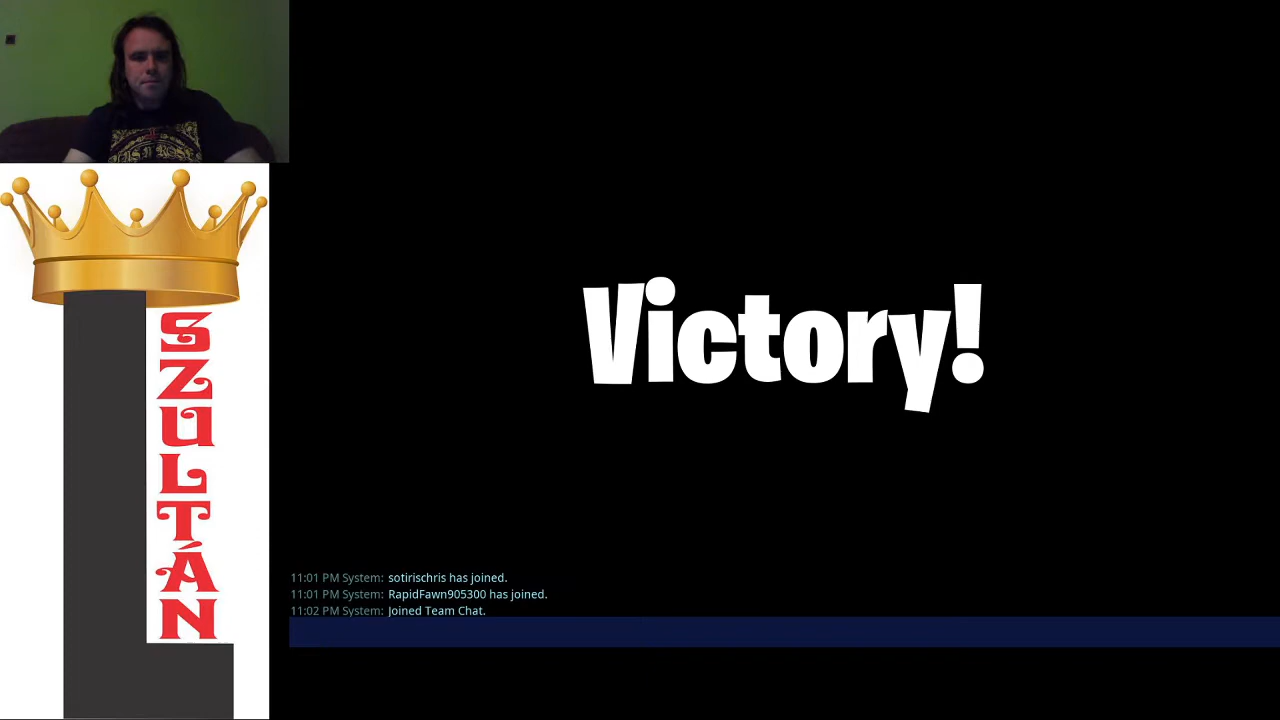 L
SZULTÁN
Victory!
11:01 PM System: sotirischris has joined.
11:01 PM System: RapidFawn905300 has joined.
11:02 PM System: Joined Team Chat.